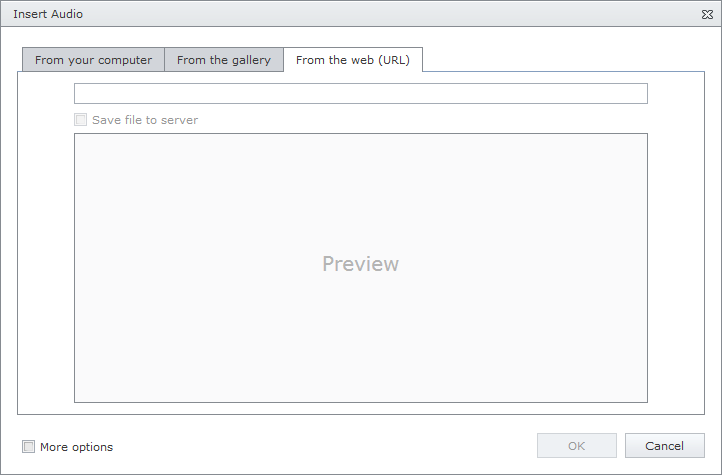 Insert Audio
From your computer
From the gallery
From the web (URL)
Save file to server
Preview
More options
OK
Cancel